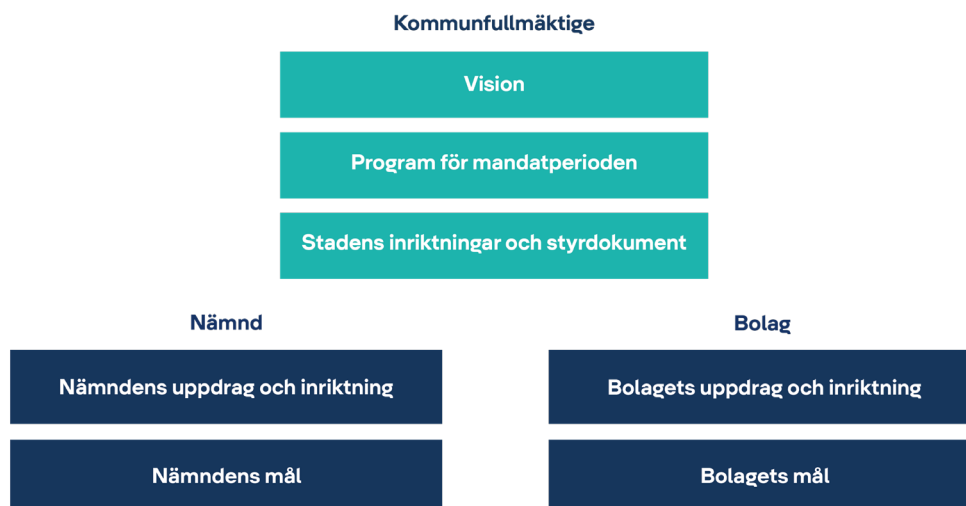 Kommunfullmäktige
Vision
Program för mandatperioden
Stadens inriktningar och styrdokument
Nämnd
Nämndens uppdrag och inriktning
Nämndens mål
Bolag
Bolagets uppdrag och inriktning
Bolagets mål